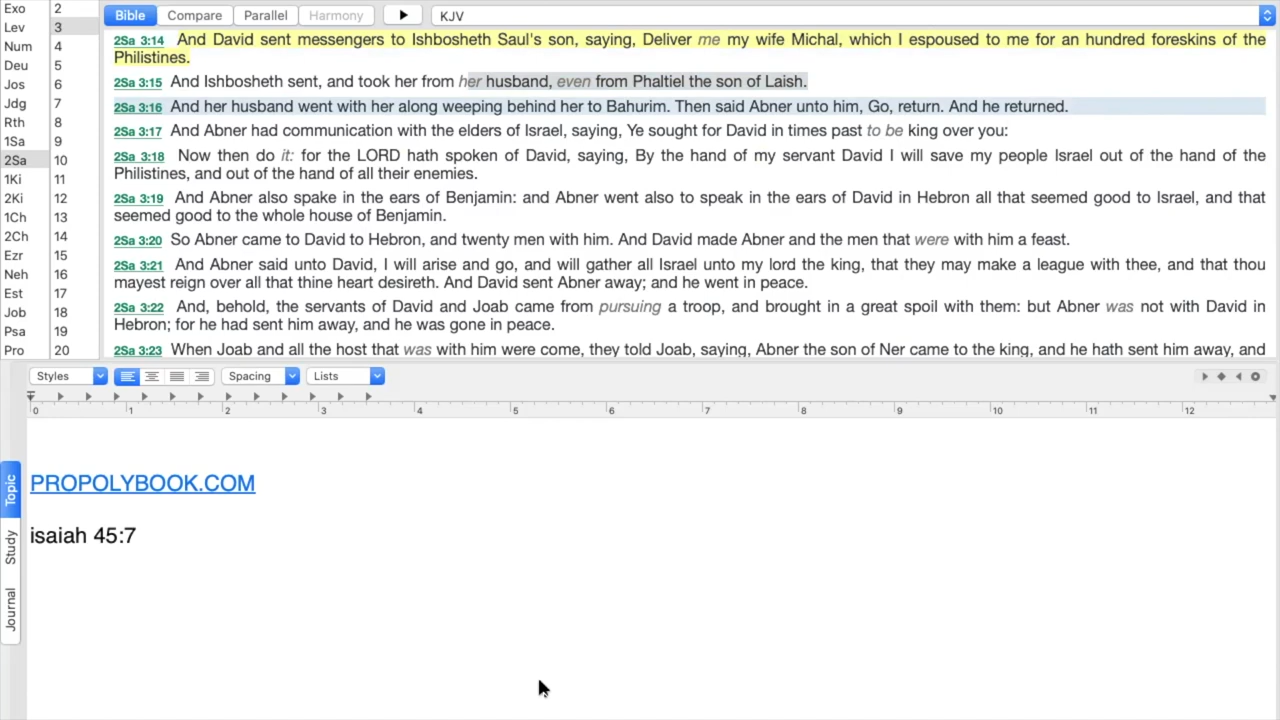 Exo
Lev
Num
Deu
Jos
Jdg
Rth
1Sa
2Sa
1Ki
2Ki
1Ch
2Ch
Ezr
Neh
Est
Job
Psa
Pro
2
3
4
5
6
7
8
9
10
11
12
13
14
15
16
17
18
19
20
Bible Compare Parallel Harmony KJV
2Sa 3:14 And David sent messengers to Ishbosheth Saul's son, saying, Deliver me my wife Michal, which I espoused to me for an hundred foreskins of the
Philistines.
2Sa 3:15 And Ishbosheth sent, and took her from her husband, even from Phaltiel the son of Laish.
2Sa 3:16 And her husband went with her along weeping behind her to Bahurim. Then said Abner unto him, Go, return. And he returned.
2Sa 3:17 And Abner had communication with the elders of Israel, saying, Ye sought for David in times past to be king over you:
2Sa 3:18 Now then do it: for the LORD hath spoken of David, saying, By the hand of my servant David I will save my people Israel out of the hand of the
Philistines, and out of the hand of all their enemies.
2Sa 3:19 And Abner also spake in the ears of Benjamin: and Abner went also to speak in the ears of David in Hebron all that seemed good to Israel, and that
seemed good to the whole house of Benjamin.
2Sa 3:20 So Abner came to David to Hebron, and twenty men with him. And David made Abner and the men that were with him a feast.
2Sa 3:21 And Abner said unto David, I will arise and go, and will gather all Israel unto my lord the king, that they may make a league with thee, and that thou
mayest reign over all that thine heart desireth. And David sent Abner away; and he went in peace.
2Sa 3:22 And, behold, the servants of David and Joab came from pursuing a troop, and brought in a great spoil with them: but Abner was not with David in
Hebron; for he had sent him away, and he was gone in peace.
2Sa 3:23 When Joab and all the host that was with him were come, they told Joab, saying, Abner the son of Ner came to the king, and he hath sent him away, and
Styles Spacing Lists
0 1 2 3 4 5 6 7 8 9 10 11 12
Topic
Study
Journal
PROPOLYBOOK.COM
isaiah 45:7